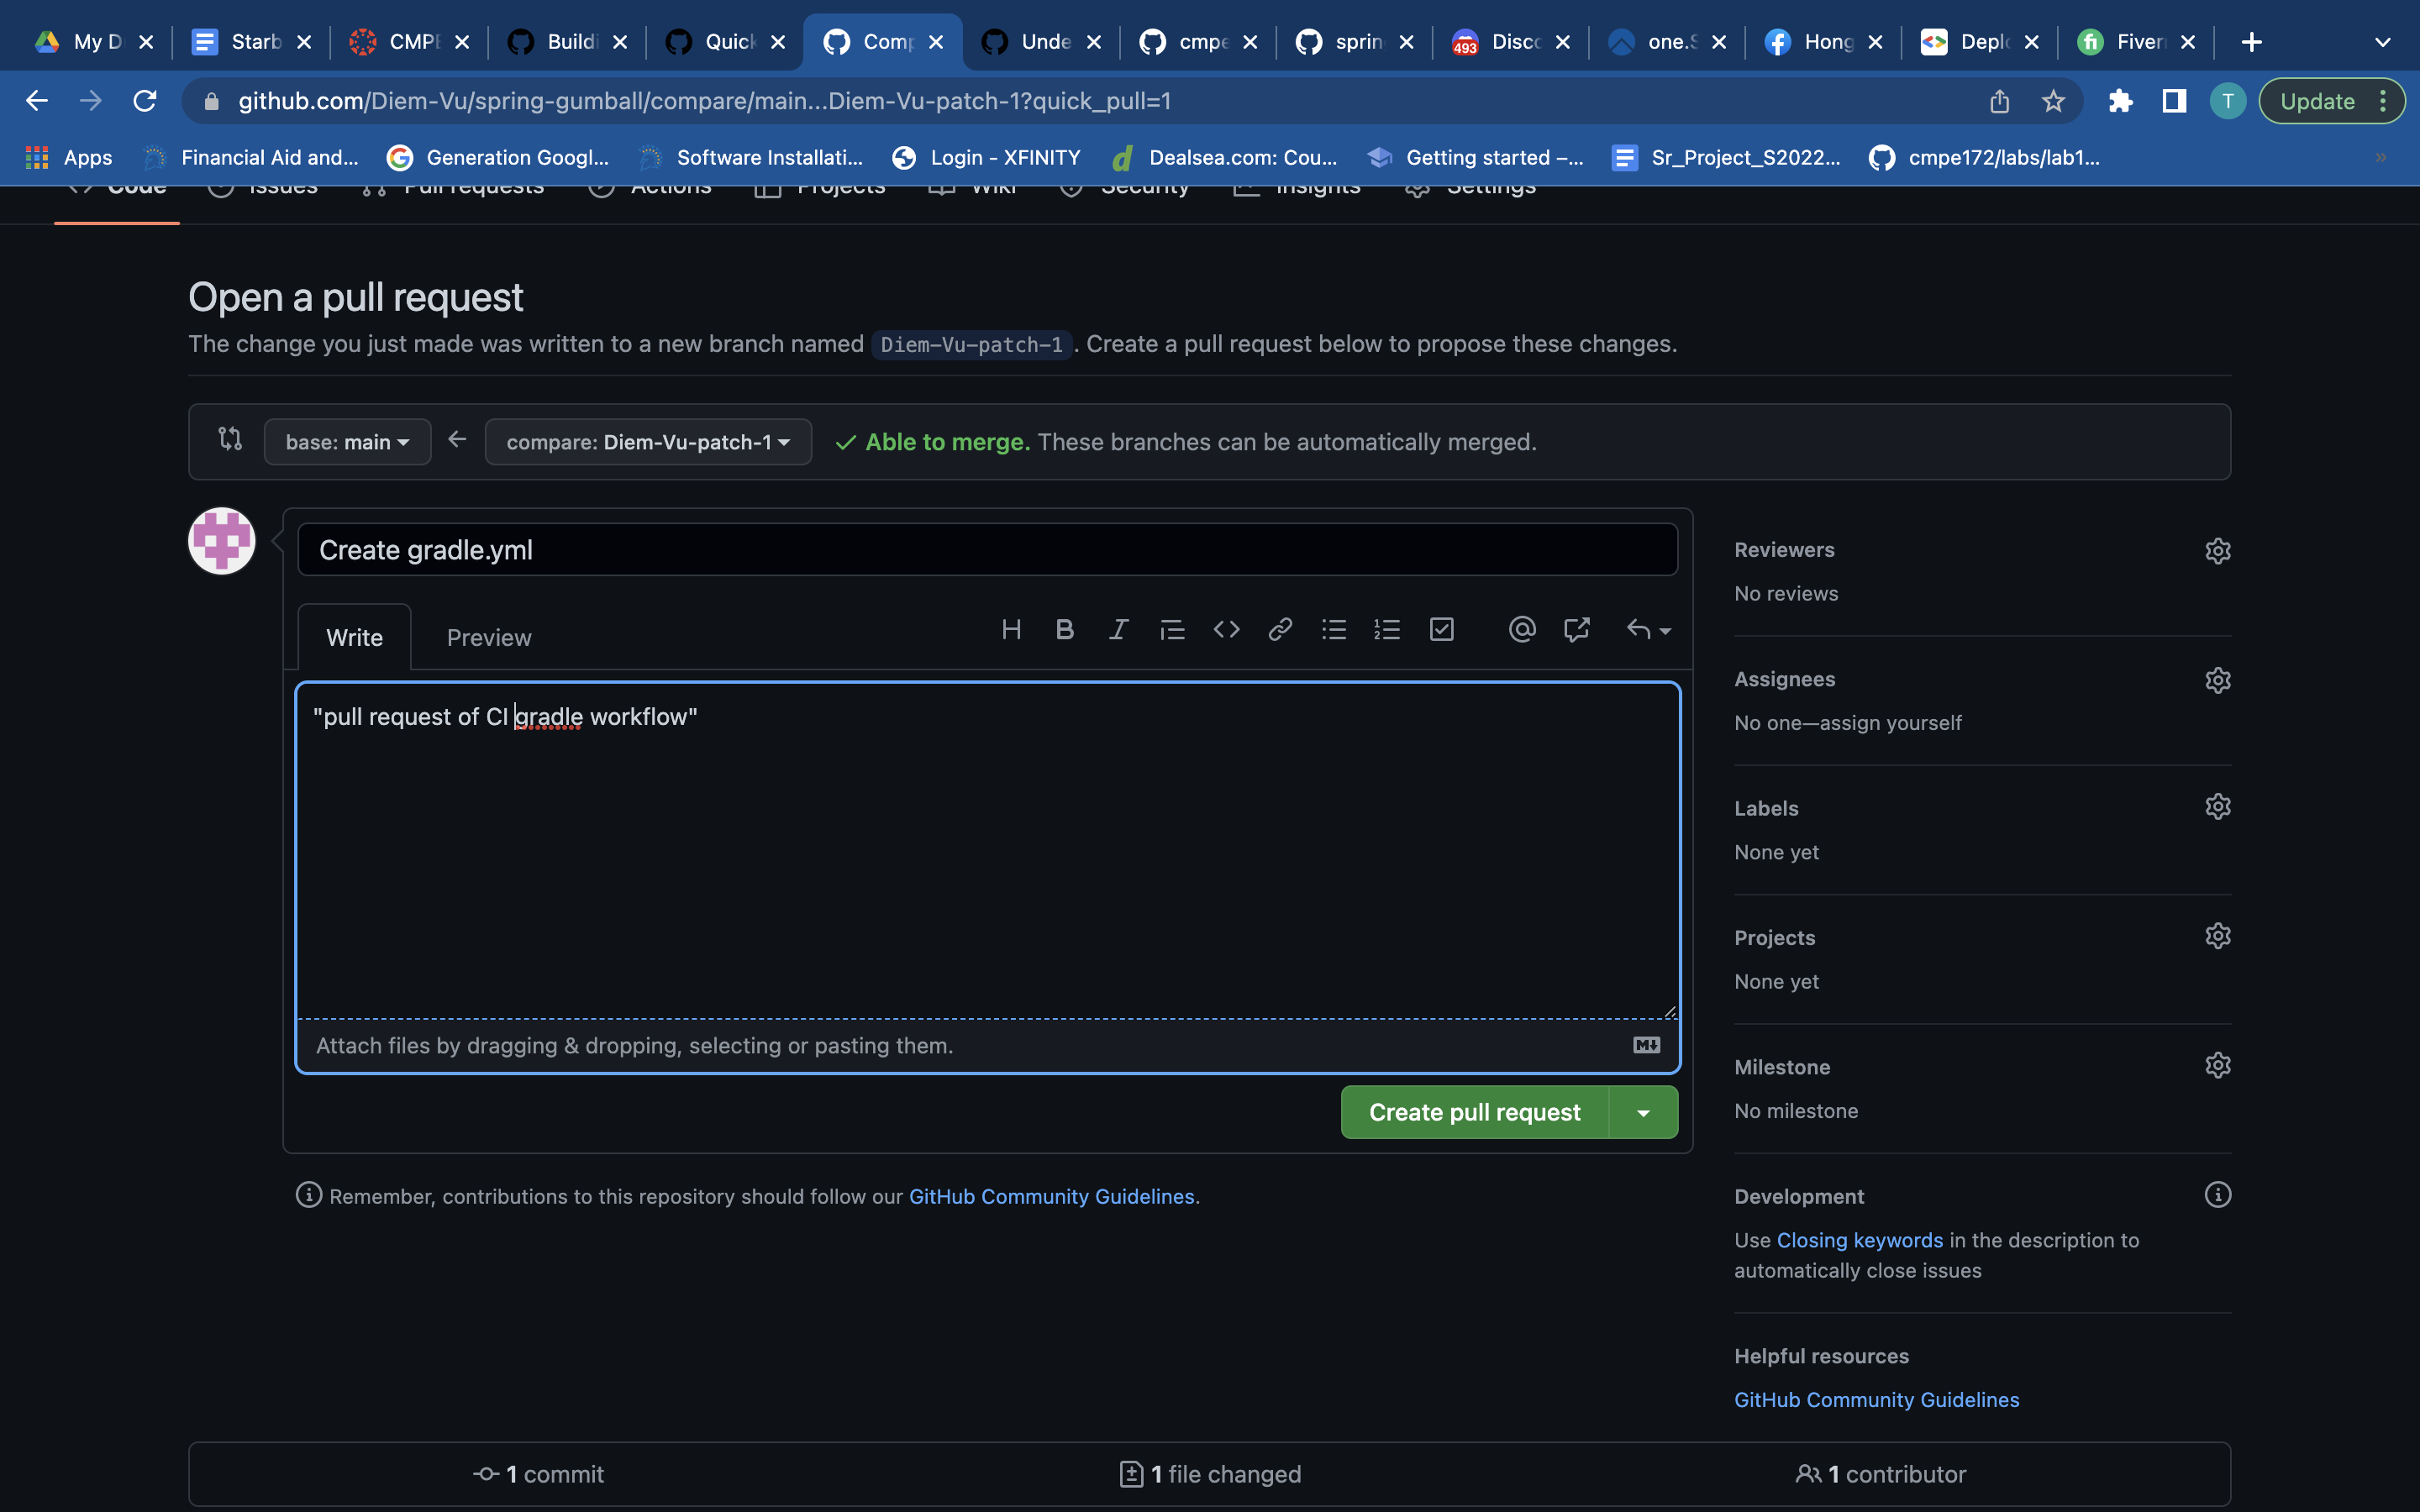 My D
Starb
CMPE
Buildi
Quick
Comp
Unde
cmpe
sprin
493
Disco
one.S
Hong
Deplo
Fiverr
github.com/Diem-Vu/spring-gumball/compare/main...Diem-Vu-patch-1?quick_pull=1
T
Update
Apps
Financial Aid and...
Generation Googl...
Software Installati...
Login - XFINITY
Dealsea.com: Cou...
Getting started –...
Sr_Project_S2022...
cmpe172/labs/lab1...
Code
Issues
Pull requests
Actions
Projects
Wiki
Security
Insights
Settings
Open a pull request
The change you just made was written to a new branch named Diem-Vu-patch-1. Create a pull request below to propose these changes.
base: main
compare: Diem-Vu-patch-1
Able to merge. These branches can be automatically merged.
Create gradle.yml
Write
Preview
"pull request of CI gradle workflow"
Attach files by dragging & dropping, selecting or pasting them.
Create pull request
Remember, contributions to this repository should follow our GitHub Community Guidelines.
Reviewers
No reviews
Assignees
No one—assign yourself
Labels
None yet
Projects
None yet
Milestone
No milestone
Development
Use Closing keywords in the description to
automatically close issues
Helpful resources
GitHub Community Guidelines
1 commit
1 file changed
1 contributor